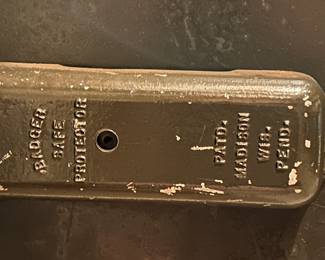 BADGER
SAFE
PROTECTOR
PATD.
MADISON
WIS.
PEND.